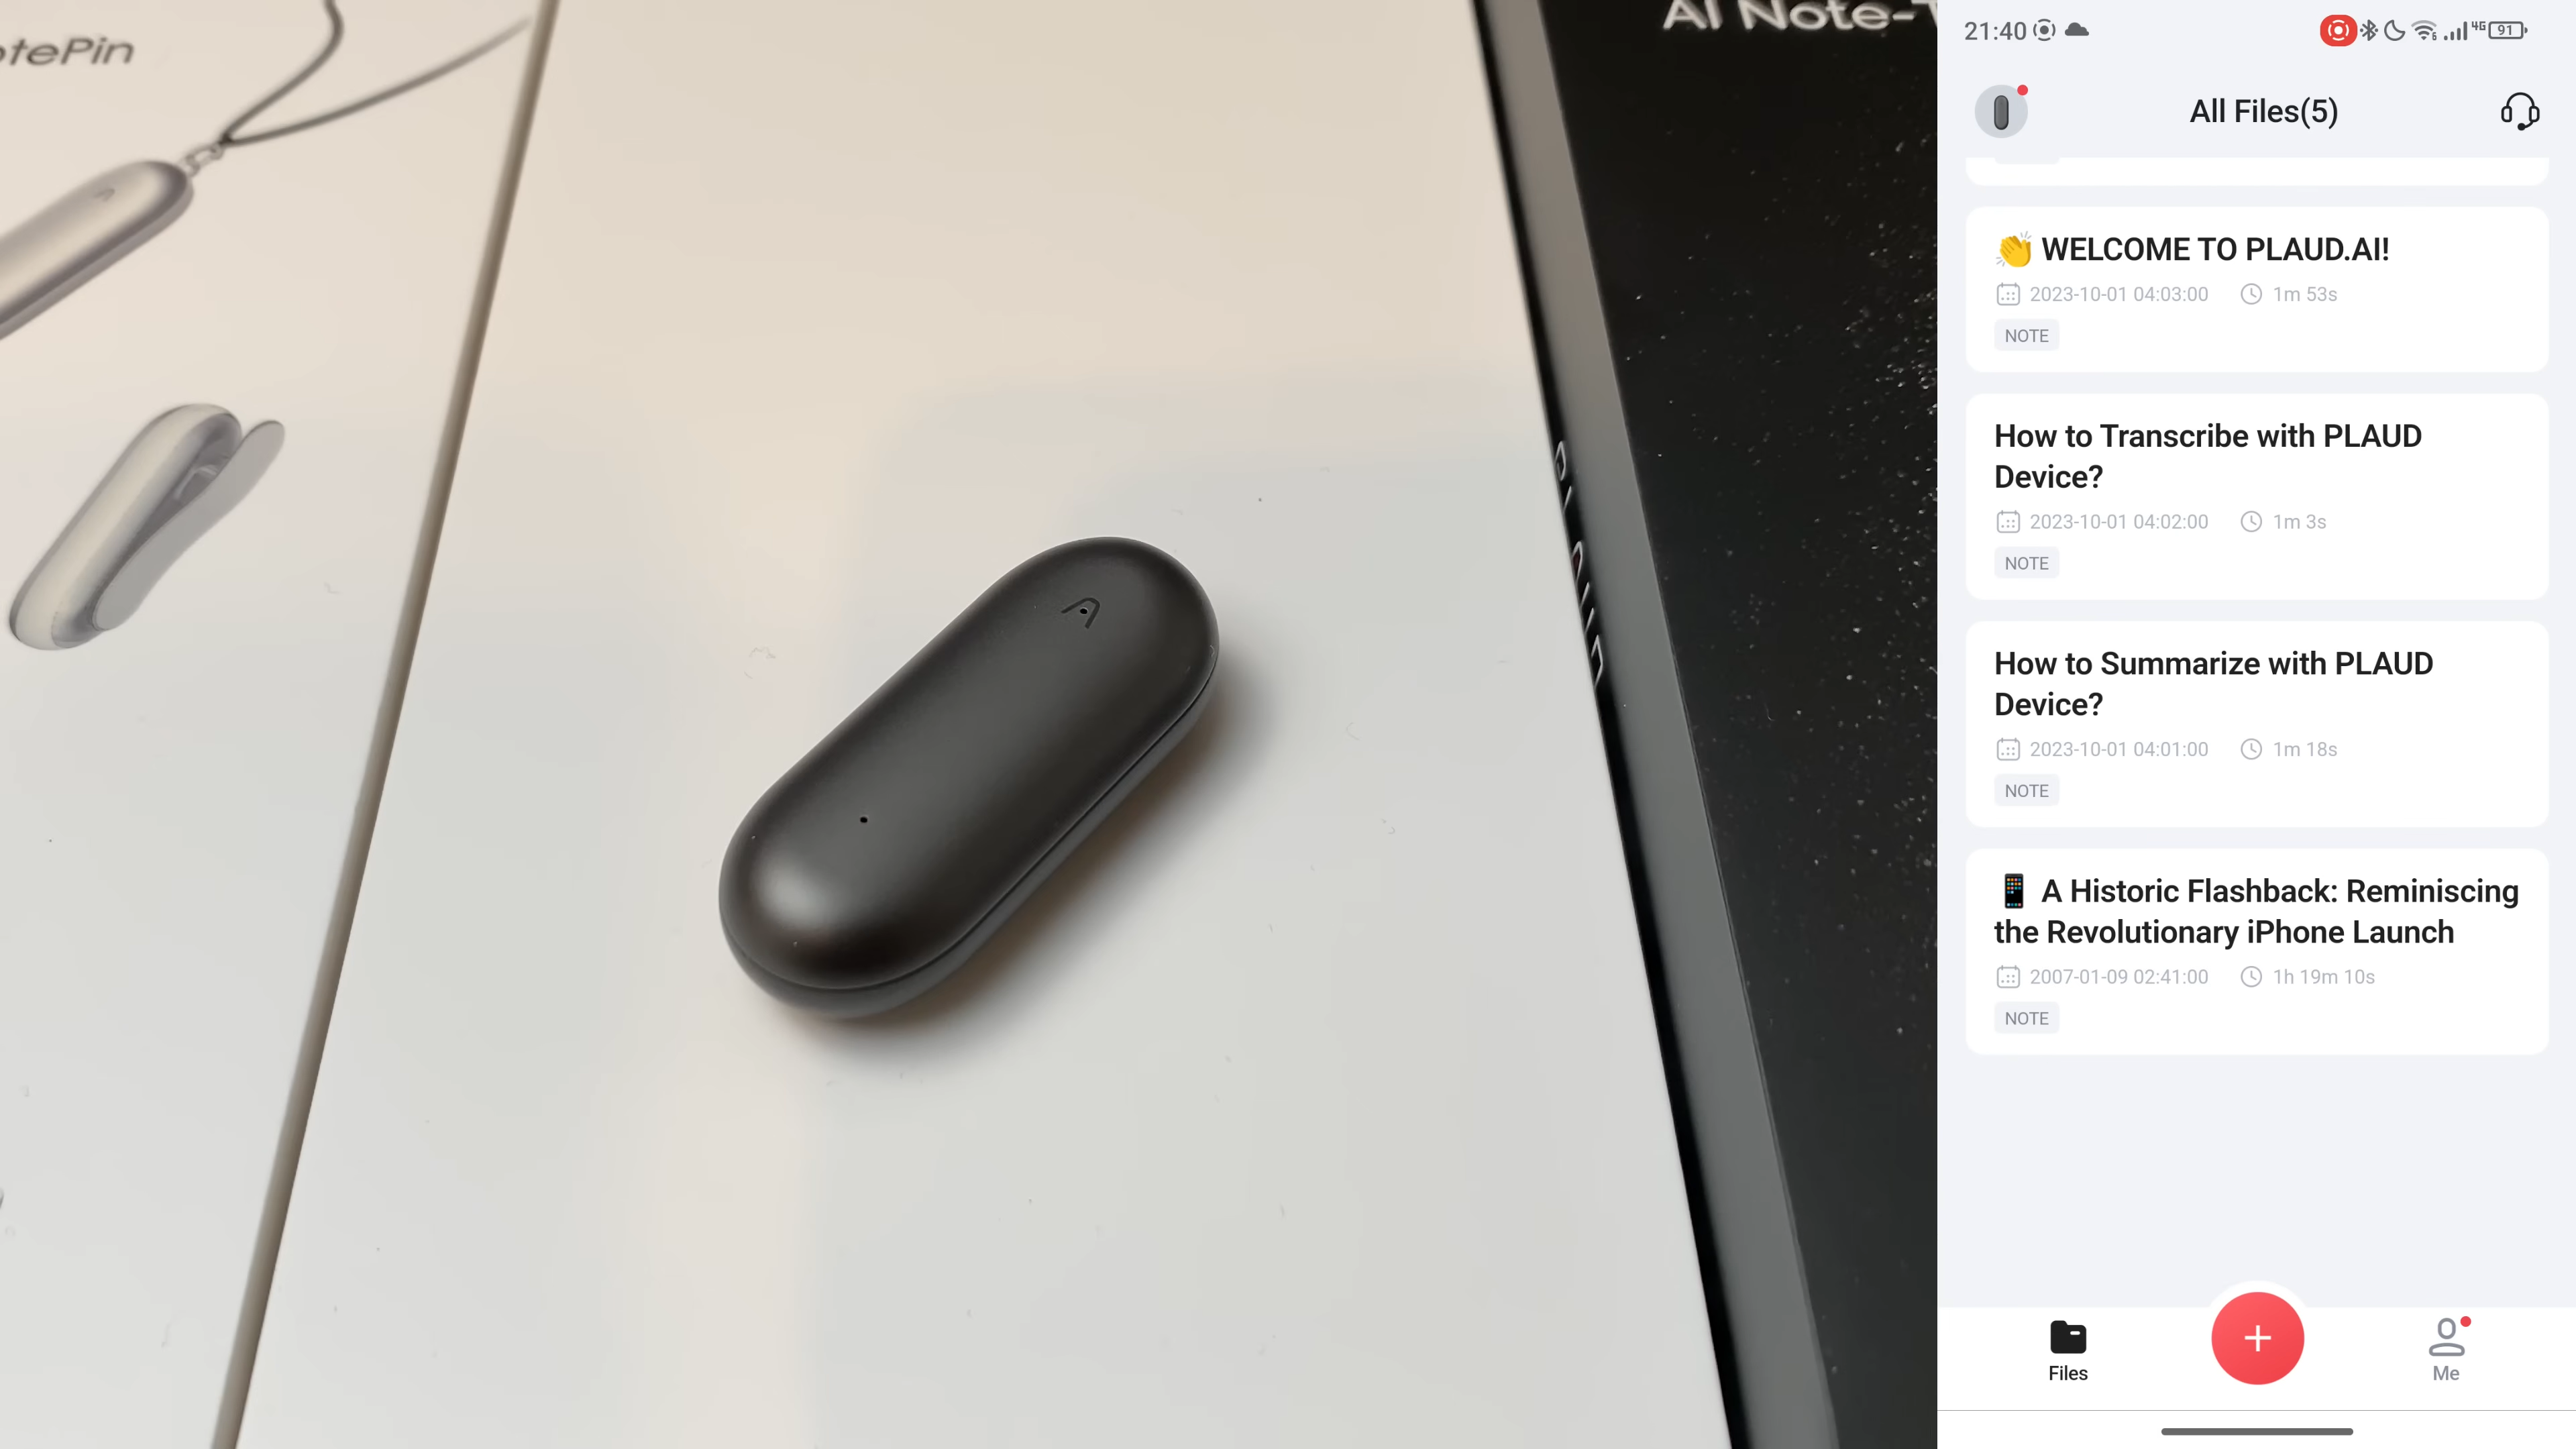 otePin
AI Note-T
PLAUD
21:40
4G
91
All Files(5)
👏 WELCOME TO PLAUD.AI!
2023-10-01 04:03:00 1m 53s
NOTE
How to Transcribe with PLAUD
Device?
2023-10-01 04:02:00 1m 3s
NOTE
How to Summarize with PLAUD
Device?
2023-10-01 04:01:00 1m 18s
NOTE
📱 A Historic Flashback: Reminiscing
the Revolutionary iPhone Launch
2007-01-09 02:41:00 1h 19m 10s
NOTE
Files
+
Me